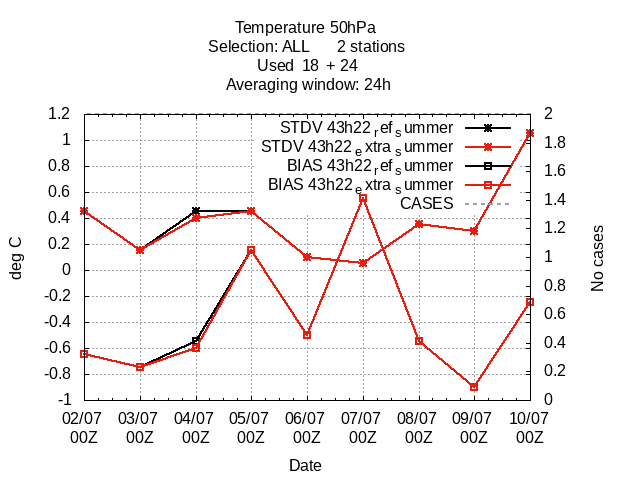 Temperature 50hPa
Selection: ALL 2 stations
Used 18 + 24
Averaging window: 24h
STDV 43h22refsummer
STDV 43h22extrasummer
BIAS 43h22refsummer
BIAS 43h22extrasummer
CASES
deg C
1.2
1
0.8
0.6
0.4
0.2
0
-0.2
-0.4
-0.6
-0.8
-1
No cases
2
1.8
1.6
1.4
1.2
1
0.8
0.6
0.4
0.2
0
02/07 03/07 04/07 05/07 06/07 07/07 08/07 09/07 10/07
00Z 00Z 00Z 00Z 00Z 00Z 00Z 00Z 00Z
Date